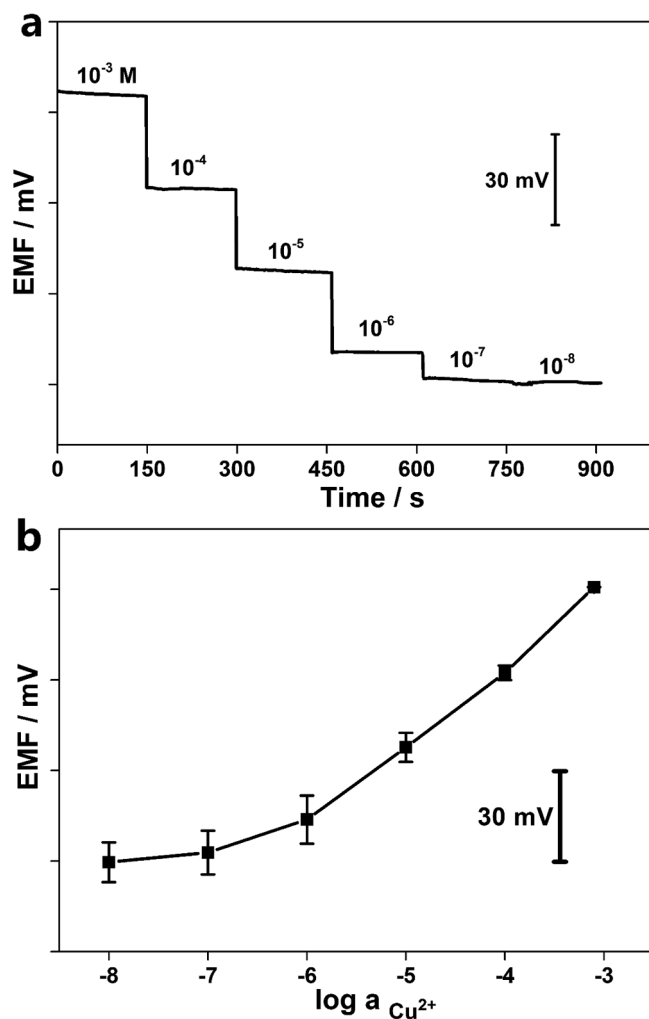 a
10⁻³ M
10⁻⁴
30 mV
10⁻⁵
10⁻⁶
10⁻⁷
10⁻⁸
EMF / mV
0 150 300 450 600 750 900
Time / s
b
30 mV
EMF / mV
-8 -7 -6 -5 -4 -3
log a Cu²⁺